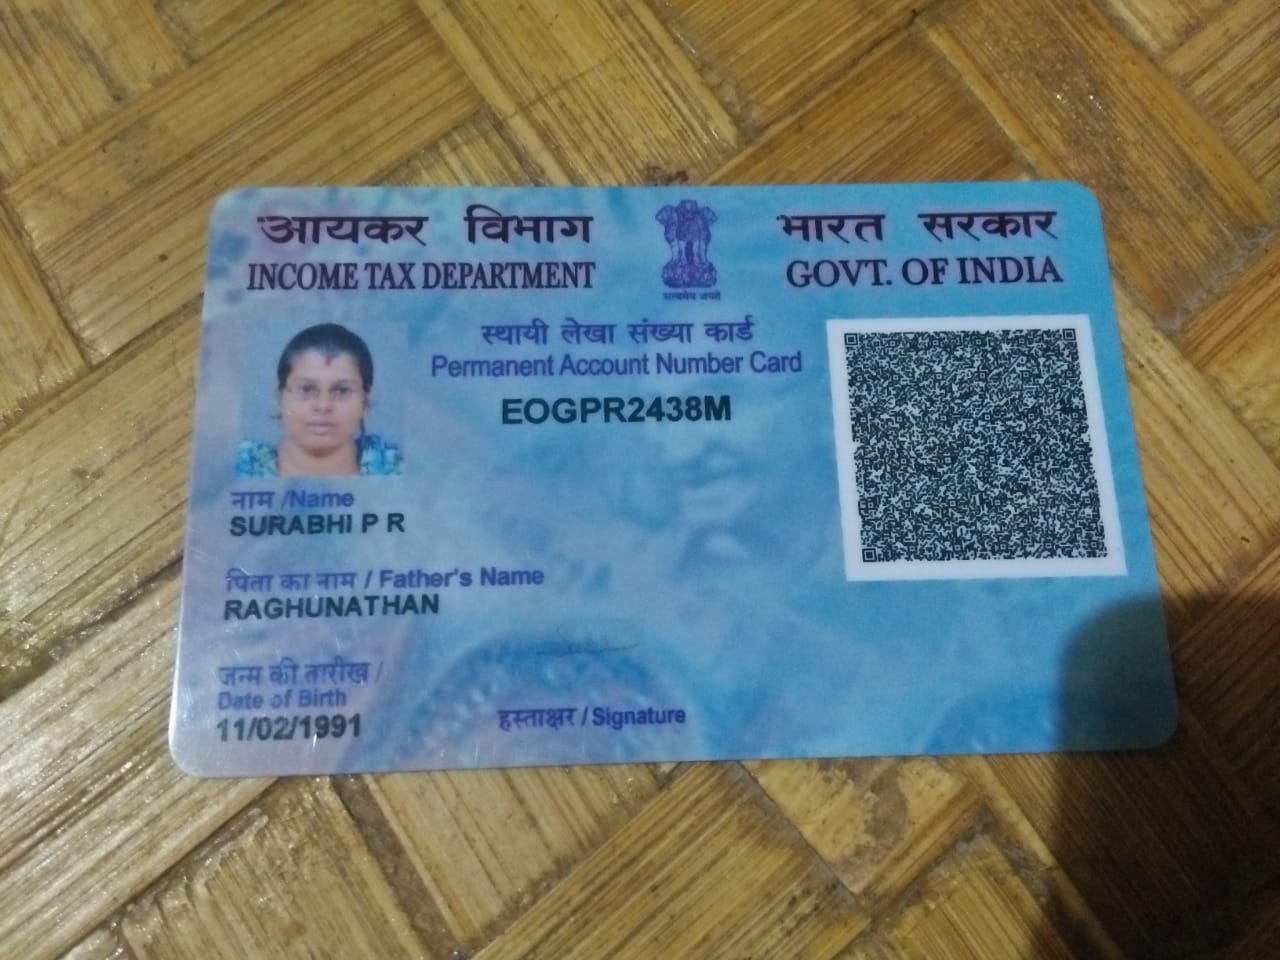 आयकर विभाग
INCOME TAX DEPARTMENT
सत्यमेव जयते
भारत सरकार
GOVT. OF INDIA
स्थायी लेखा संख्या कार्ड
Permanent Account Number Card
EOGPR2438M
नाम /Name
SURABHI P R
पिता का नाम / Father's Name
RAGHUNATHAN
जन्म की तारीख /
Date of Birth
11/02/1991
हस्ताक्षर / Signature